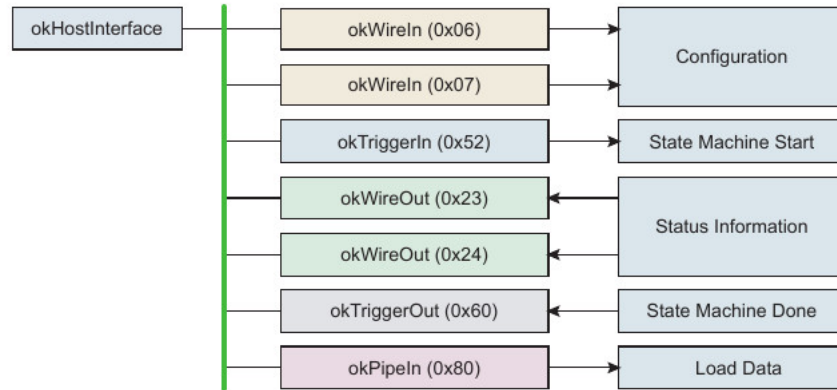 okHostInterface
okWireIn (0x06)
okWireIn (0x07)
Configuration
okTriggerIn (0x52)
State Machine Start
okWireOut (0x23)
okWireOut (0x24)
Status Information
okTriggerOut (0x60)
State Machine Done
okPipeIn (0x80)
Load Data